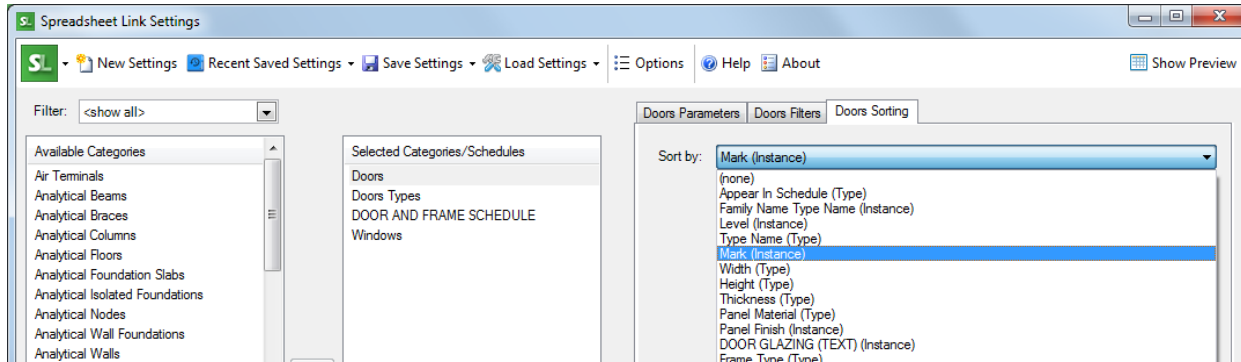 SL Spreadsheet Link Settings
SL New Settings Recent Saved Settings Save Settings Load Settings Options Help About Show Preview
Filter: <show all>
Available Categories
Air Terminals
Analytical Beams
Analytical Braces
Analytical Columns
Analytical Floors
Analytical Foundation Slabs
Analytical Isolated Foundations
Analytical Nodes
Analytical Wall Foundations
Analytical Walls
Selected Categories/Schedules
Doors
Doors Types
DOOR AND FRAME SCHEDULE
Windows
Doors Parameters Doors Filters Doors Sorting
Sort by: Mark (Instance)
(none)
Appear In Schedule (Type)
Family Name Type Name (Instance)
Level (Instance)
Type Name (Type)
Mark (Instance)
Width (Type)
Height (Type)
Thickness (Type)
Panel Material (Type)
Panel Finish (Instance)
DOOR GLAZING (TEXT) (Instance)
Frame Type (Type)